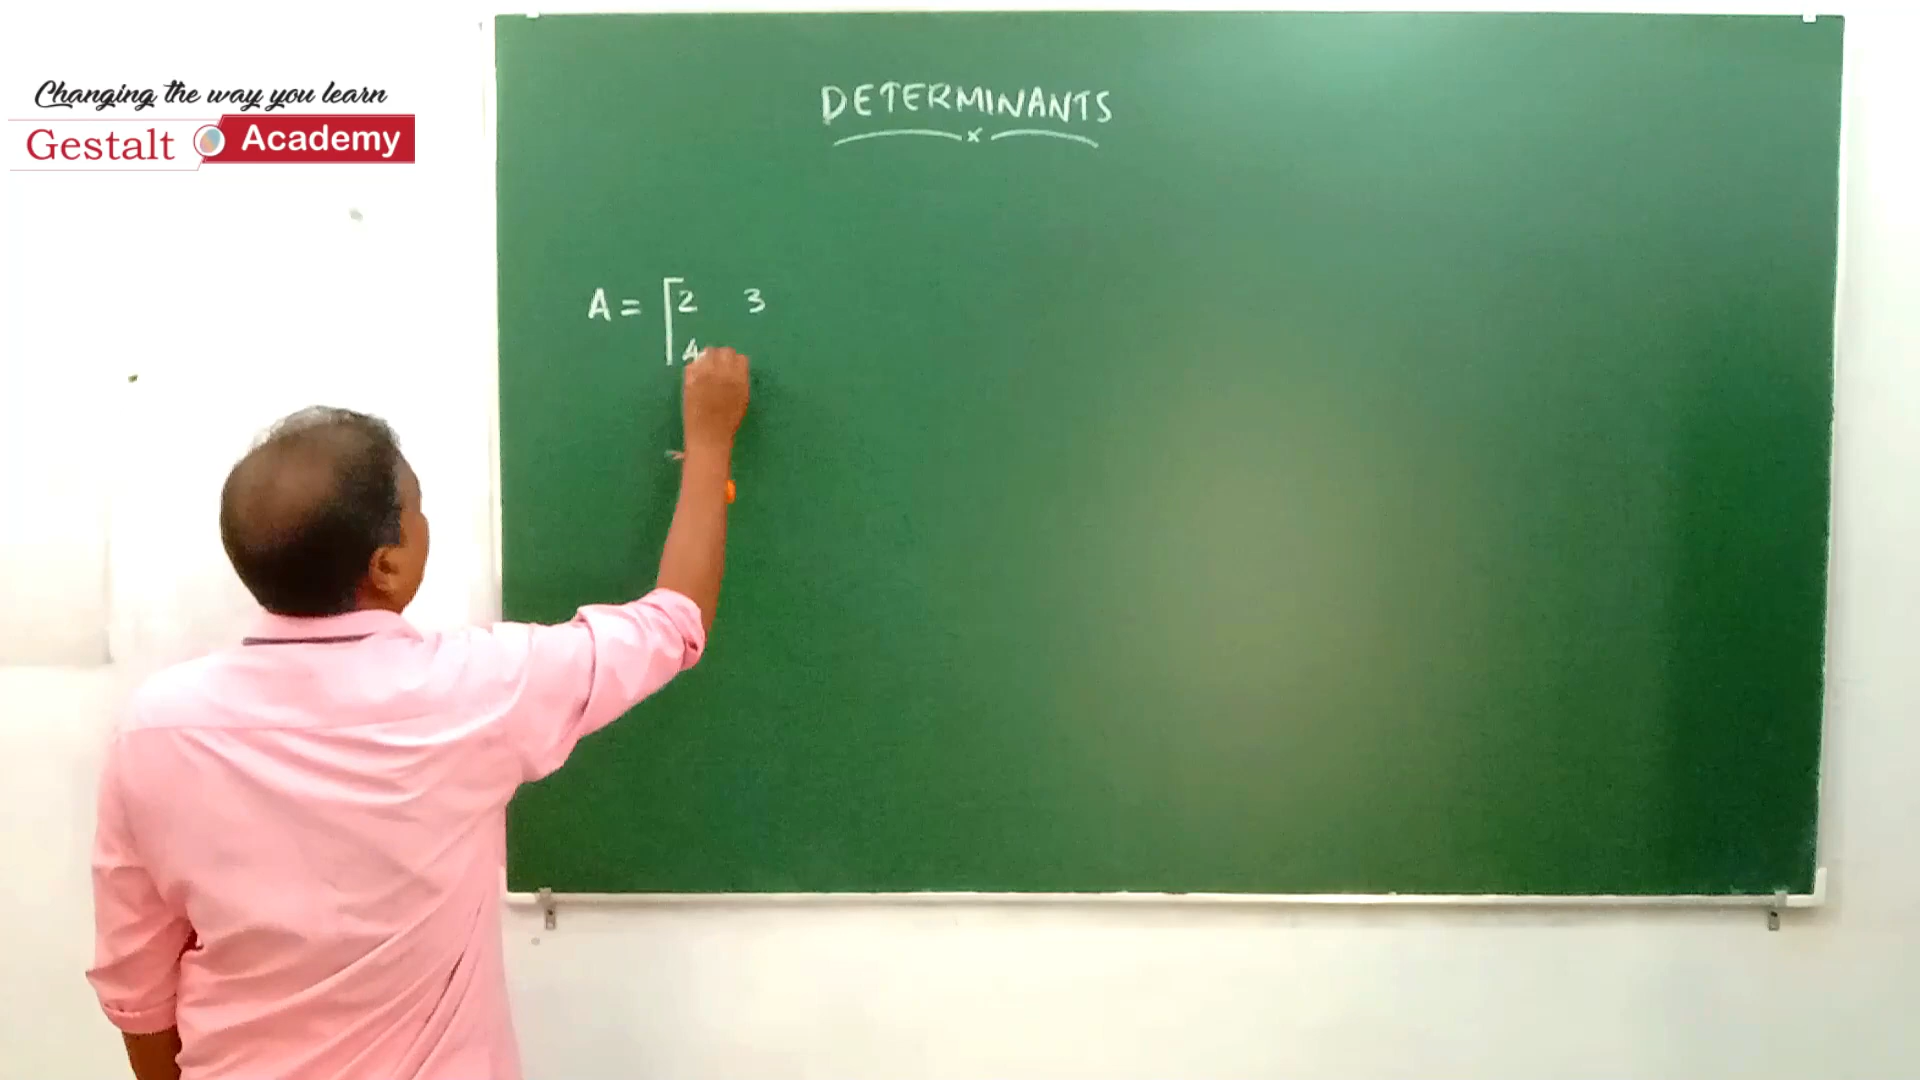 Changing the way you learn
Gestalt Academy
DETERMINANTS
x
A = [2 3
4